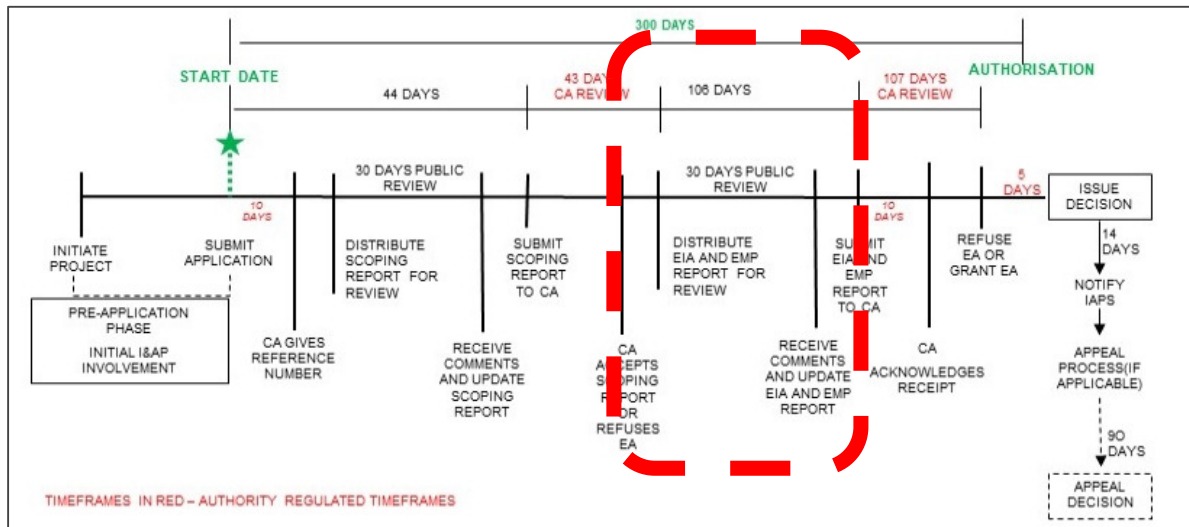 300 DAYS
START DATE
AUTHORISATION
44 DAYS
43 DAY
CA REVIEW
106 DAYS
107 DAYS
CA REVIEW
30 DAYS PUBLIC
REVIEW
30 DAYS PUBLIC
REVIEW
10
DAYS
10
DAYS
5
DAYS
INITIATE
PROJECT
SUBMIT
APPLICATION
DISTRIBUTE
SCOPING
REPORT FOR
REVIEW
SUBMIT
SCOPING
REPORT
TO CA
DISTRIBUTE
EIA AND EMP
REPORT FOR
REVIEW
SUBMIT
EIA AND
EMP
REPORT
TO CA
REFUSE
EA OR
GRANT EA
ISSUE
DECISION
14
DAYS
NOTIFY
IAPS
APPEAL
PROCESS(IF
APPLICABLE)
90
DAYS
APPEAL
DECISION
PRE-APPLICATION
PHASE
INITIAL I&AP
INVOLVEMENT
CA GIVES
REFERENCE
NUMBER
RECEIVE
COMMENTS
AND UPDATE
SCOPING
REPORT
CA
ACCEPTS
SCOPING
REPORT
OR
REFUSES
EA
RECEIVE
COMMENTS
AND UPDATE
EIA AND EMP
REPORT
CA
ACKNOWLEDGES
RECEIPT
TIMEFRAMES IN RED – AUTHORITY REGULATED TIMEFRAMES